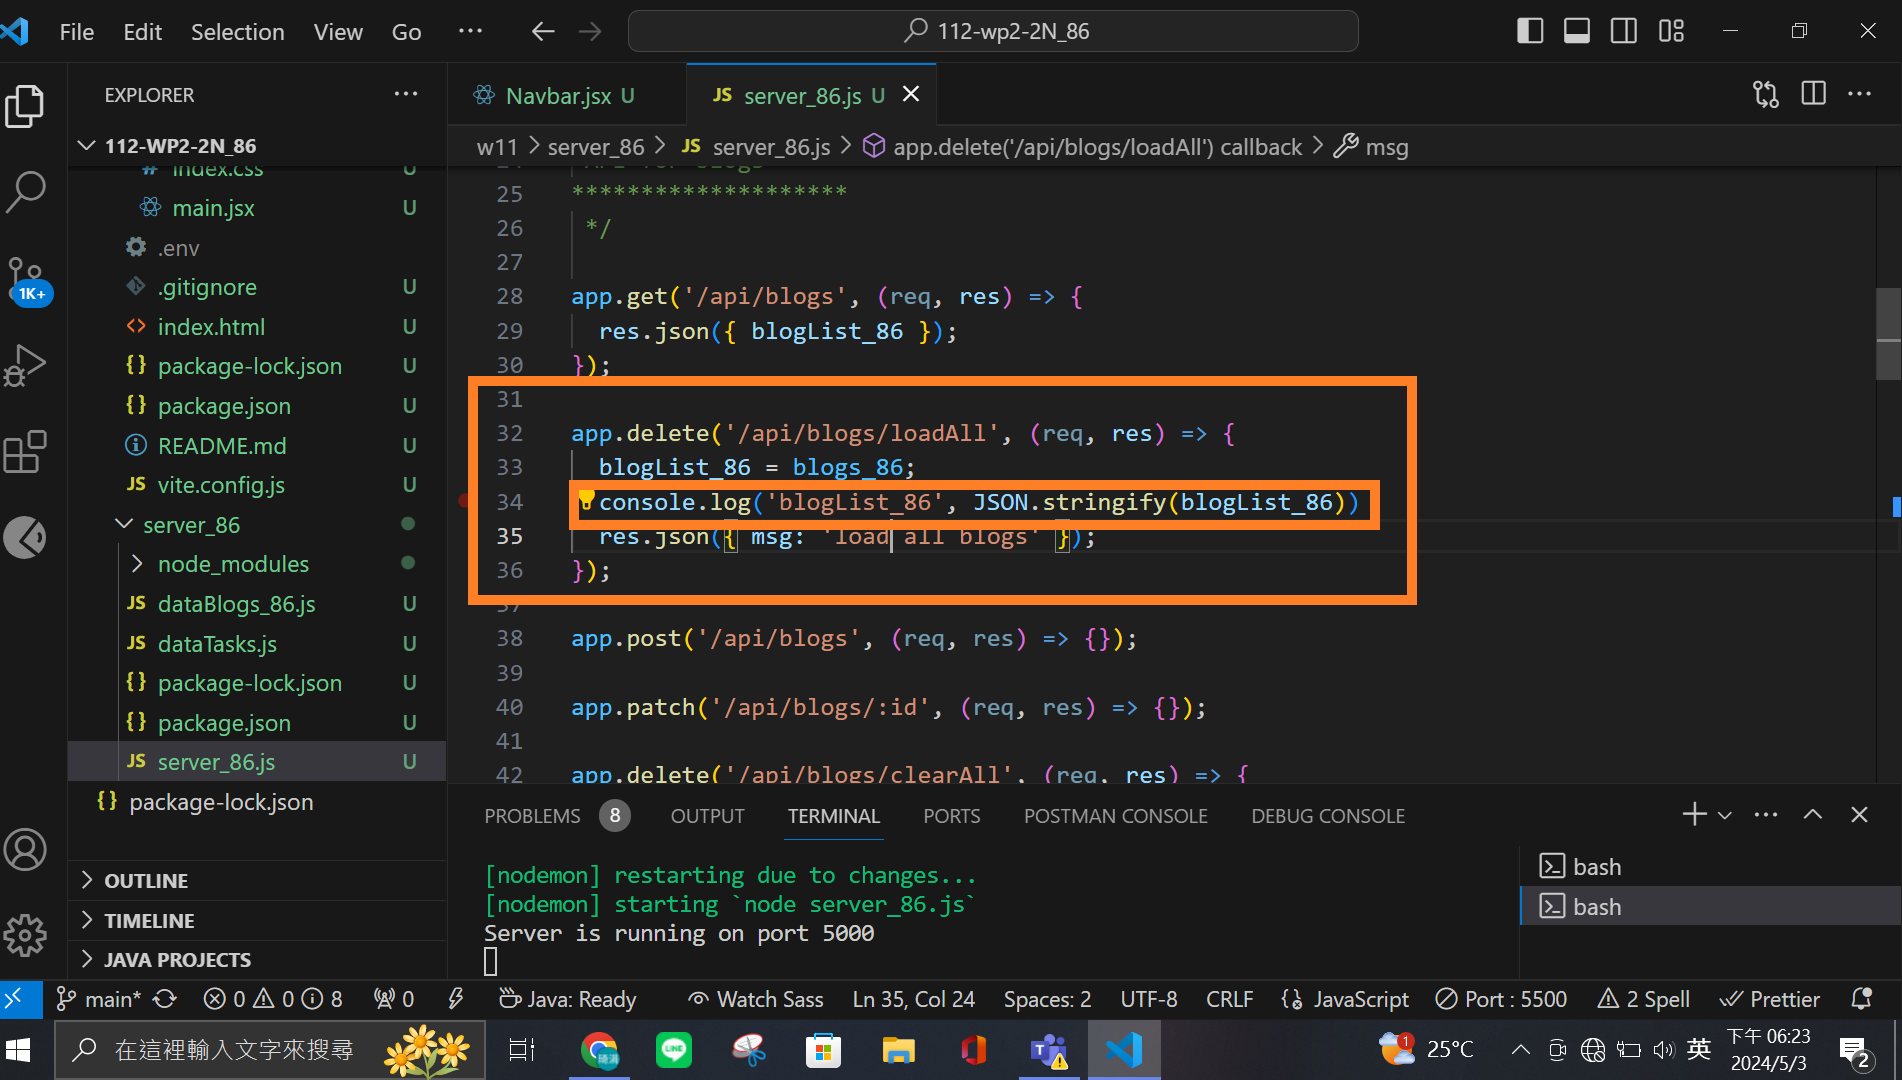 File Edit Selection View Go ··· 112-wp2-2N_86
EXPLORER ···
112-WP2-2N_86
index.css U
main.jsx U
.env
.gitignore U
index.html U
package-lock.json U
package.json U
README.md U
vite.config.js U
server_86
node_modules
dataBlogs_86.js U
dataTasks.js U
package-lock.json U
package.json U
server_86.js U
package-lock.json
OUTLINE
TIMELINE
JAVA PROJECTS
1K+
Navbar.jsx U
JS server_86.js U
w11 > server_86 > JS server_86.js > app.delete('/api/blogs/loadAll') callback > msg
25 ********************
26 */
27
28 app.get('/api/blogs', (req, res) => {
29 res.json({ blogList_86 });
30 });
31
32 app.delete('/api/blogs/loadAll', (req, res) => {
33 blogList_86 = blogs_86;
34 console.log('blogList_86', JSON.stringify(blogList_86))
35 res.json({ msg: 'load all blogs' });
36 });
37
38 app.post('/api/blogs', (req, res) => {});
39
40 app.patch('/api/blogs/:id', (req, res) => {});
41
42 app.delete('/api/blogs/clearAll', (req, res) => {
PROBLEMS 8 OUTPUT TERMINAL PORTS POSTMAN CONSOLE DEBUG CONSOLE
[nodemon] restarting due to changes...
[nodemon] starting `node server_86.js`
Server is running on port 5000
bash
bash
main* 0 0 8 0 Java: Ready Watch Sass Ln 35, Col 24 Spaces: 2 UTF-8 CRLF JavaScript Port : 5500 2 Spell Prettier
在這裡輸入文字來搜尋
LINE
1 25°C 英 下午 06:23
2024/5/3
2